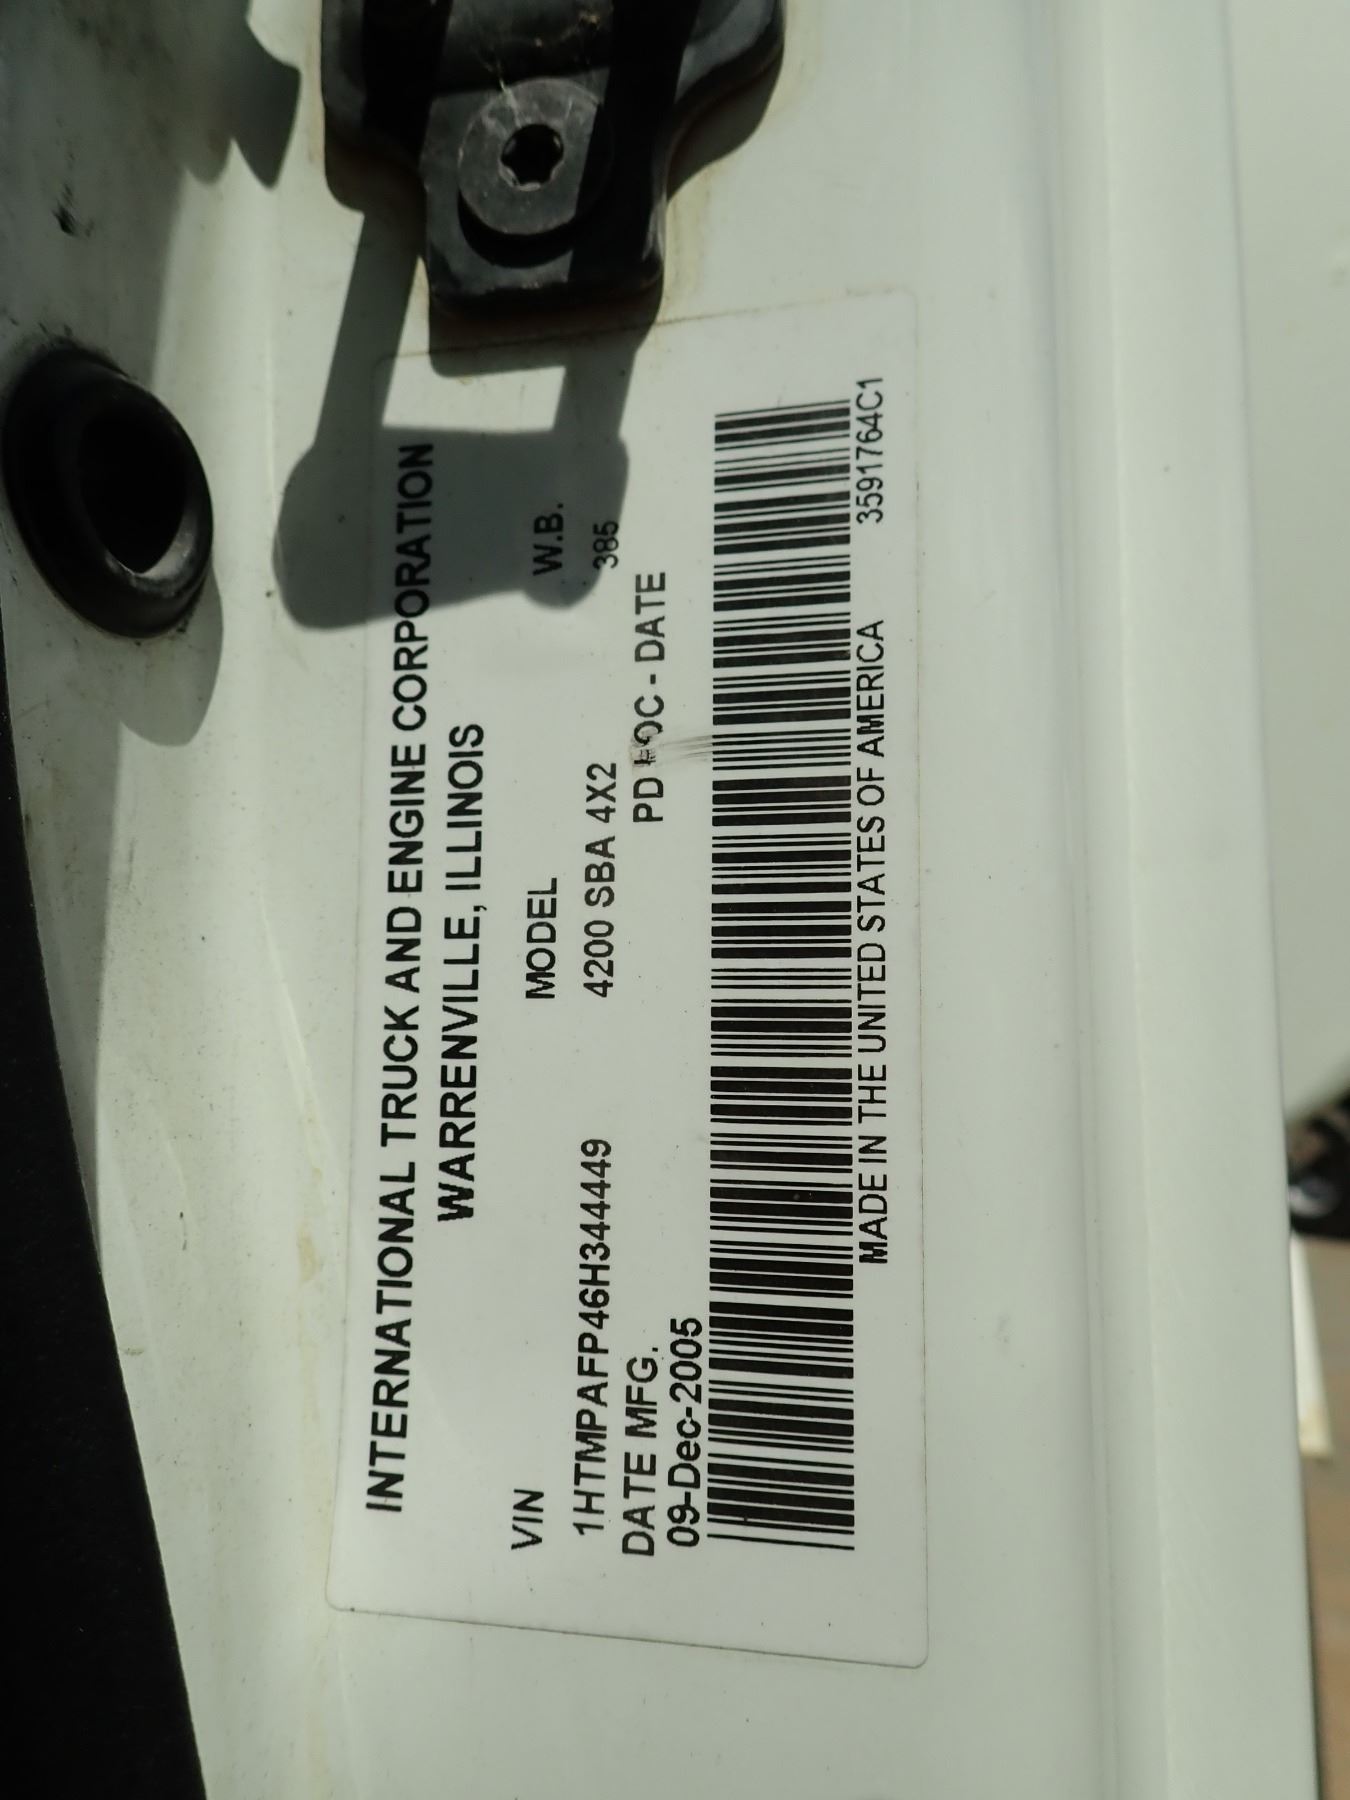 INTERNATIONAL TRUCK AND ENGINE CORPORATION
WARRENVILLE, ILLINOIS
VIN MODEL W.B.
1HTMPAFP46H344449 4200 SBA 4X2 385
DATE MFG. PD LOC - DATE
09-Dec-2005
MADE IN THE UNITED STATES OF AMERICA 3591764C1